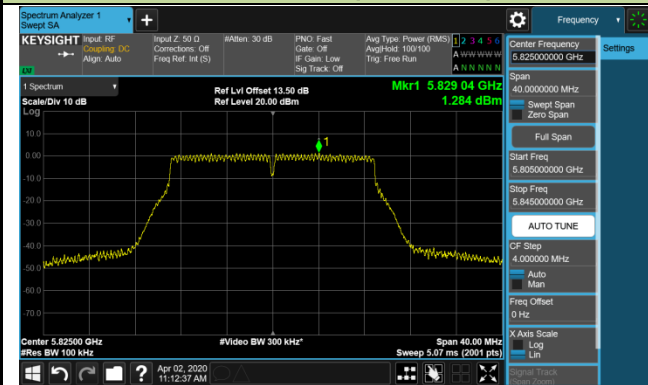 Spectrum Analyzer 1
Swept SA
+
Frequency
KEYSIGHT
Input: RF
Coupling: DC
Align: Auto
Input Z: 50 Ω
Corrections: Off
Freq Ref: Int (S)
#Atten: 30 dB
PNO: Fast
Gate: Off
IF Gain: Low
Sig Track: Off
Avg Type: Power (RMS)
Avg|Hold: 100/100
Trig: Free Run
1 2 3 4 5 6
A W W W W W
A N N N N N
LV
1 Spectrum
Scale/Div 10 dB
Log
Ref Lvl Offset 13.50 dB
Ref Level 20.00 dBm
Mkr1 5.829 04 GHz
1.284 dBm
10.0
0.00
-10.0
-20.0
-30.0
-40.0
-50.0
-60.0
-70.0
1
Center 5.82500 GHz
#Res BW 100 kHz
#Video BW 300 kHz*
Span 40.00 MHz
Sweep 5.07 ms (2001 pts)
Settings
Center Frequency
5.825000000 GHz
Span
40.0000000 MHz
Swept Span
Zero Span
Full Span
Start Freq
5.805000000 GHz
Stop Freq
5.845000000 GHz
AUTO TUNE
CF Step
4.000000 MHz
Auto
Man
Freq Offset
0 Hz
X Axis Scale
Log
Lin
Signal Track
(Span Zoom)
?
Apr 02, 2020
11:12:37 AM